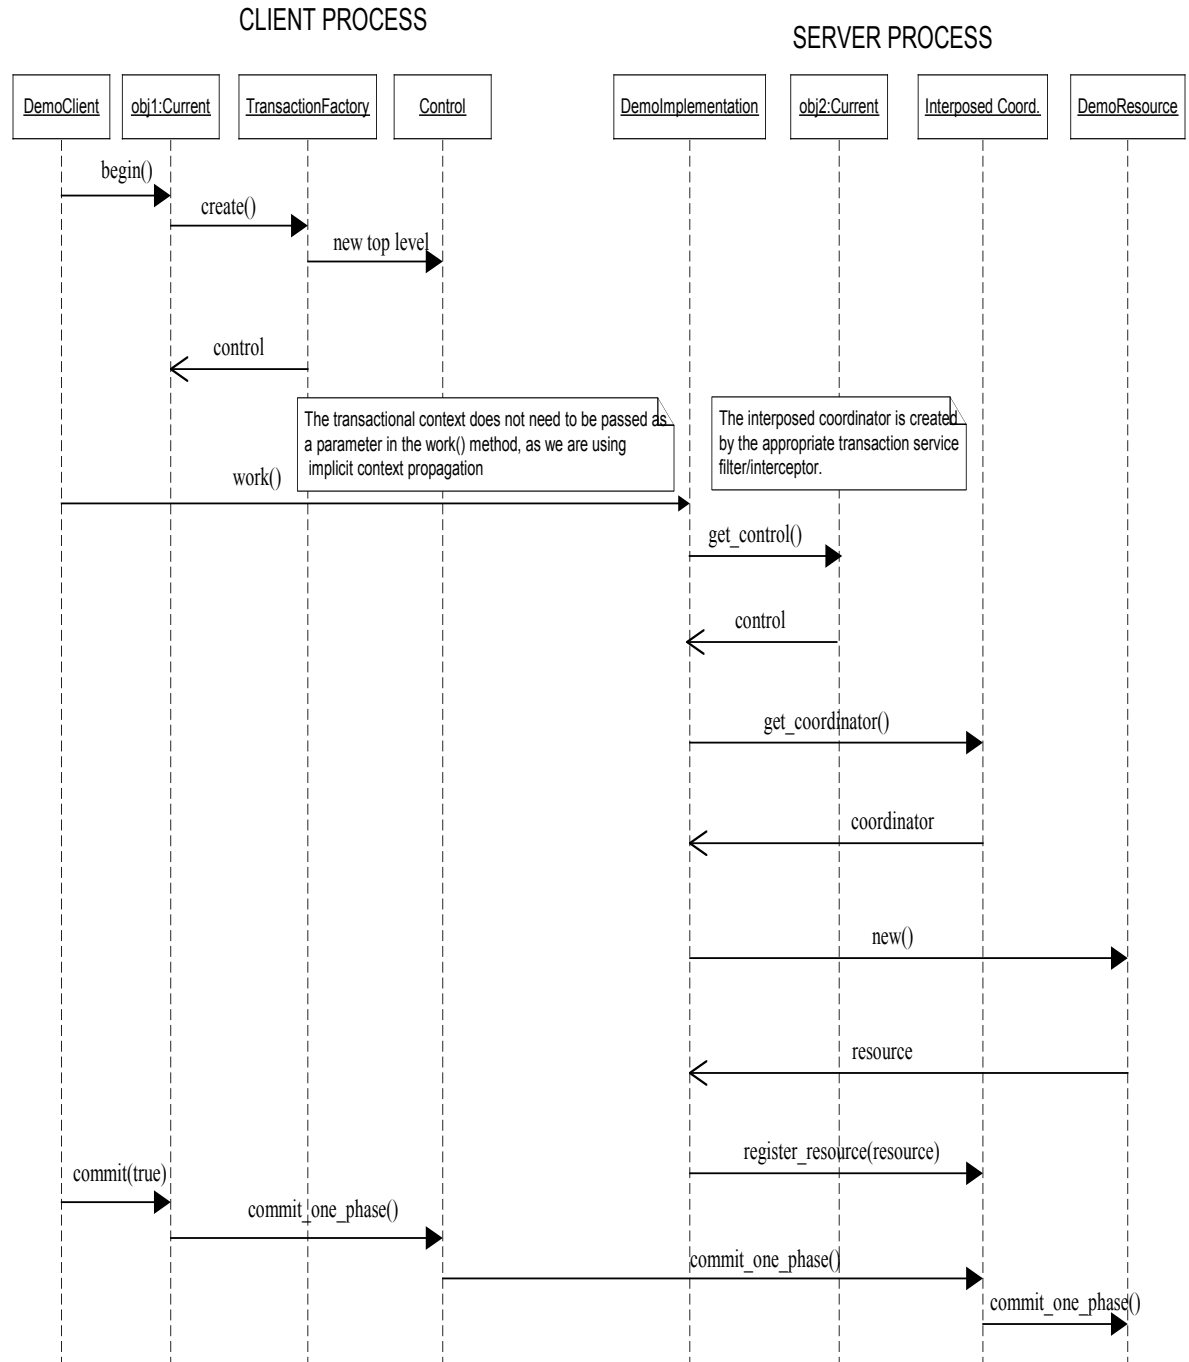 CLIENT PROCESS
SERVER PROCESS
DemoClient
obj1:Current
TransactionFactory
Control
DemoImplementation
obj2:Current
Interposed Coord.
DemoResource
begin()
create()
new top level
control
The transactional context does not need to be passed as
a parameter in the work() method, as we are using
implicit context propagation
The interposed coordinator is created
by the appropriate transaction service
filter/interceptor.
work()
get_control()
control
get_coordinator()
coordinator
new()
resource
register_resource(resource)
commit(true)
commit_one_phase()
commit_one_phase()
commit_one_phase()